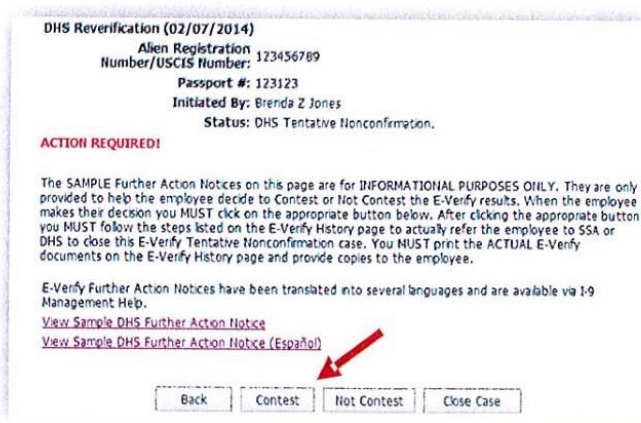 DHS Reverification (02/07/2014)
Alien Registration
Number/USCIS Number: 123456789
Passport #: 123123
Initiated By: Brenda Z Jones
Status: DHS Tentative Nonconfirmation.
ACTION REQUIRED!
The SAMPLE Further Action Notices on this page are for INFORMATIONAL PURPOSES ONLY. They are only
provided to help the employee decide to Contest or Not Contest the E-Verify results. When the employee
makes their decision you MUST click on the appropriate button below. After clicking the appropriate button
you MUST follow the steps listed on the E-Verify History page to actually refer the employee to SSA or
DHS to close this E-Verify Tentative Nonconfirmation case. You MUST print the ACTUAL E-Verify
documents on the E-Verify History page and provide copies to the employee.
E-Verify Further Action Notices have been translated into several languages and are available via I-9
Management Help.
View Sample DHS Further Action Notice
View Sample DHS Further Action Notice (Español)
Back Contest Not Contest Close Case